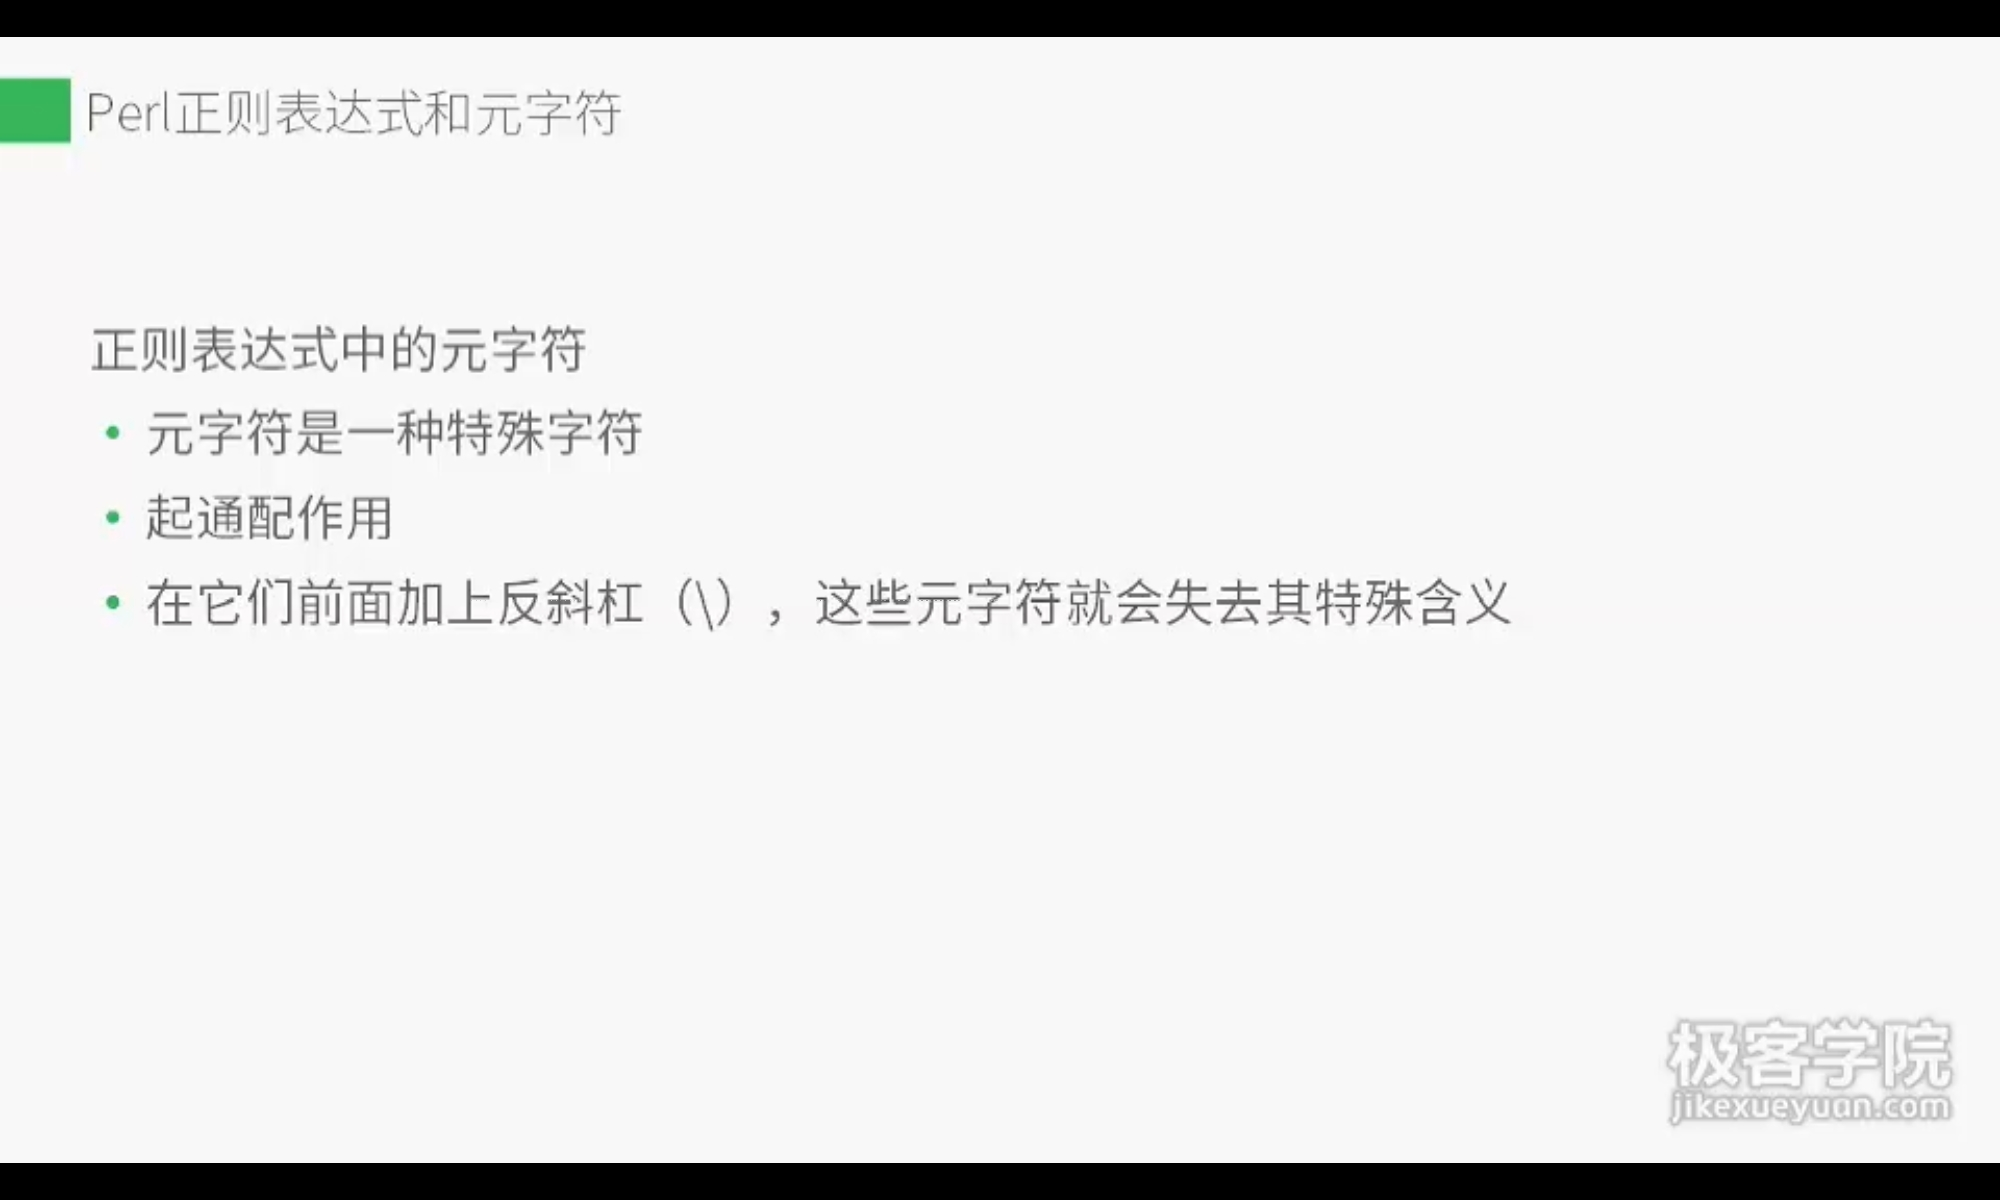 Perl正则表达式和元字符
正则表达式中的元字符
• 元字符是一种特殊字符
• 起通配作用
• 在它们前面加上反斜杠（\），这些元字符就会失去其特殊含义
极客学院
jikexueyuan.com